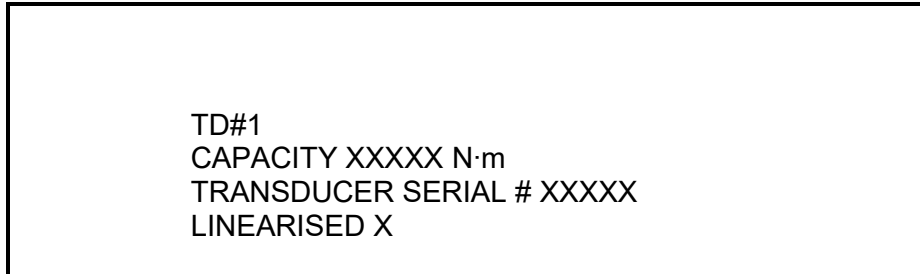 TD#1
CAPACITY XXXXX N·m
TRANSDUCER SERIAL # XXXXX
LINEARISED X